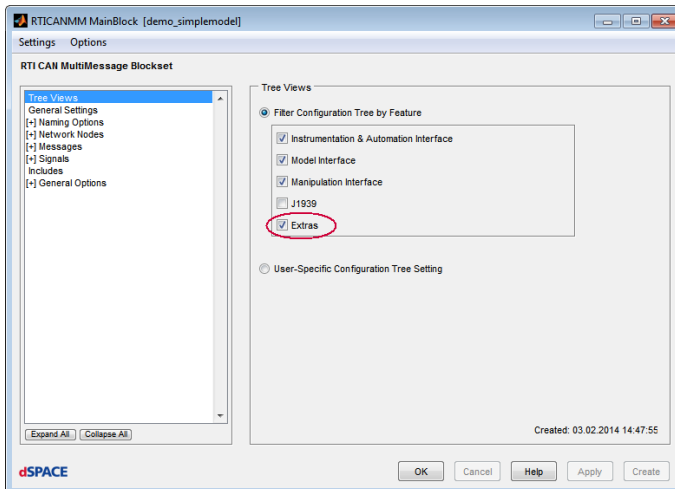 RTICANMM MainBlock [demo_simplemodel]
Settings Options
RTI CAN MultiMessage Blockset
Tree Views
General Settings
[+] Naming Options
[+] Network Nodes
[+] Messages
[+] Signals
Includes
[+] General Options
Expand All Collapse All
Tree Views
Filter Configuration Tree by Feature
Instrumentation & Automation Interface
Model Interface
Manipulation Interface
J1939
Extras
User-Specific Configuration Tree Setting
Created: 03.02.2014 14:47:55
dSPACE
OK Cancel Help Apply Create